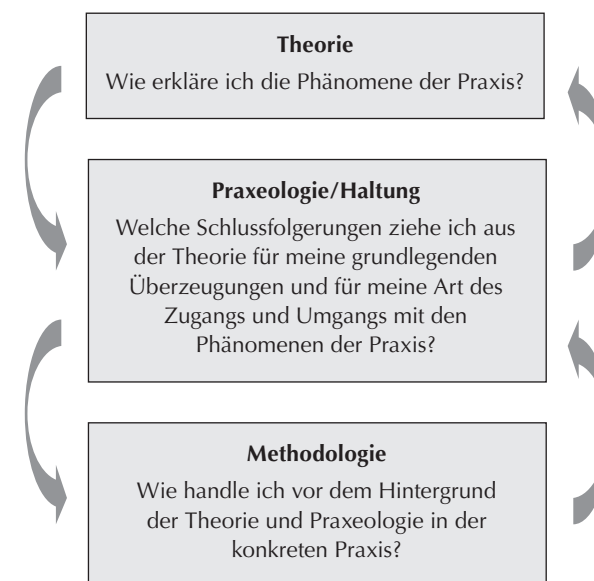 Theorie
Wie erkläre ich die Phänomene der Praxis?
Praxeologie/Haltung
Welche Schlussfolgerungen ziehe ich aus
der Theorie für meine grundlegenden
Überzeugungen und für meine Art des
Zugangs und Umgangs mit den
Phänomenen der Praxis?
Methodologie
Wie handle ich vor dem Hintergrund
der Theorie und Praxeologie in der
konkreten Praxis?